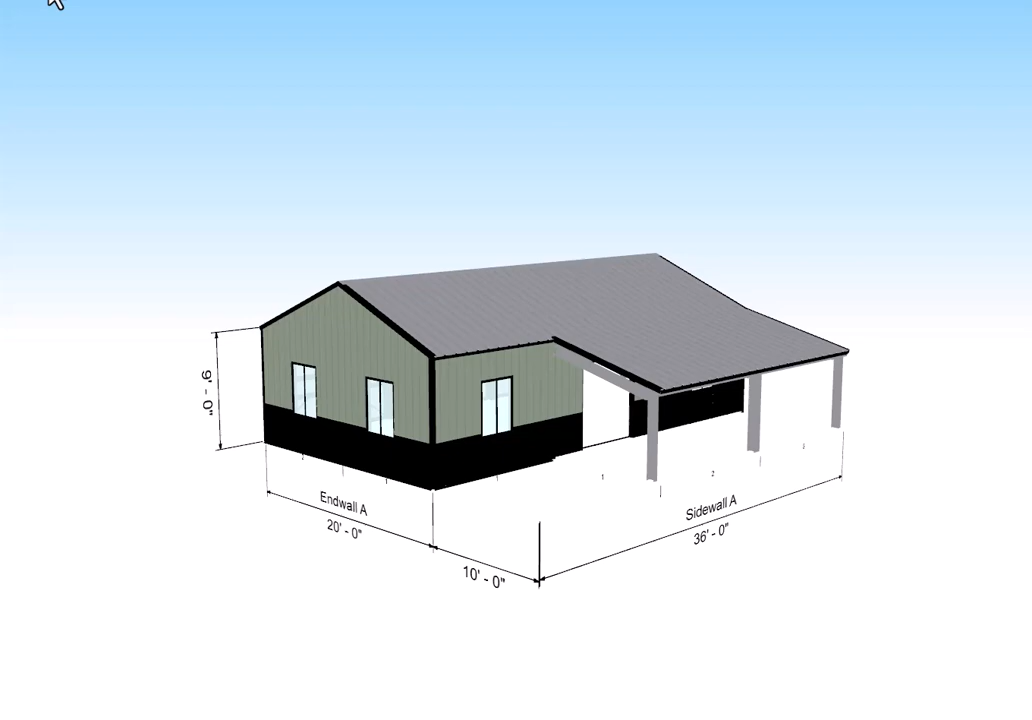 9' - 0"
Endwall A
20' - 0"
10' - 0"
Sidewall A
36' - 0"
1
2
3